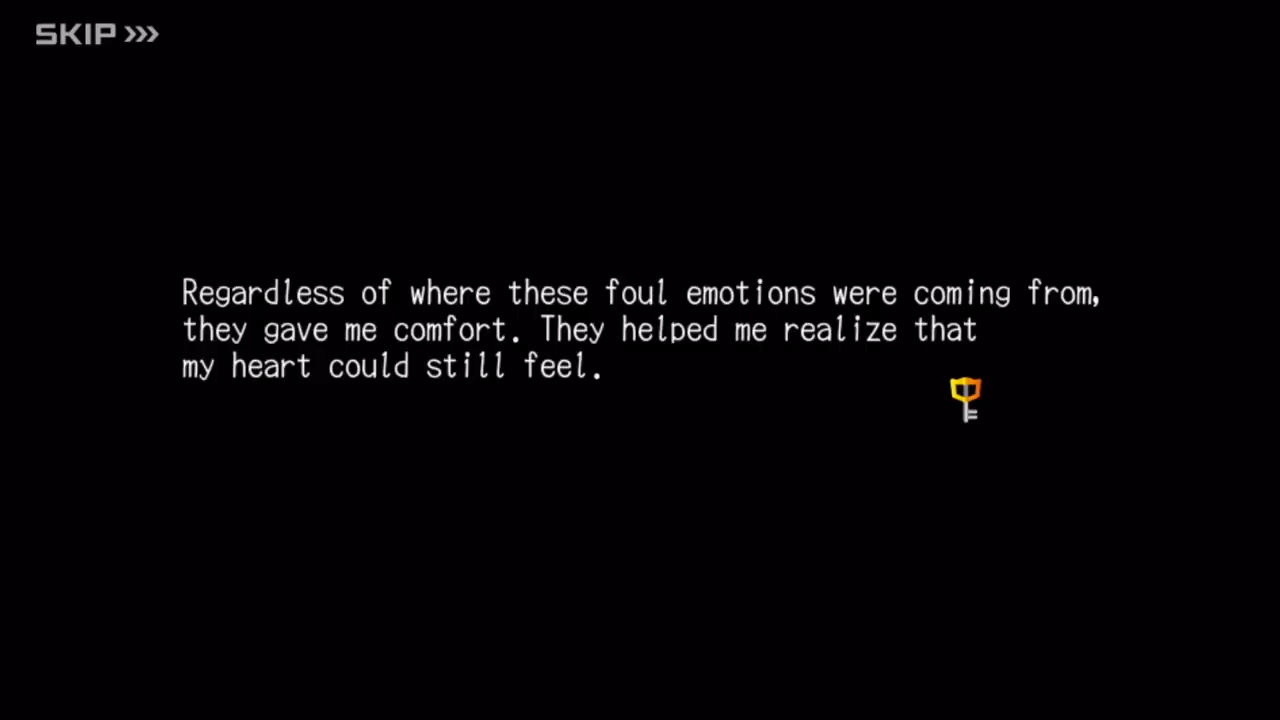 SKIP >>>
Regardless of where these foul emotions were coming from,
they gave me comfort. They helped me realize that
my heart could still feel.